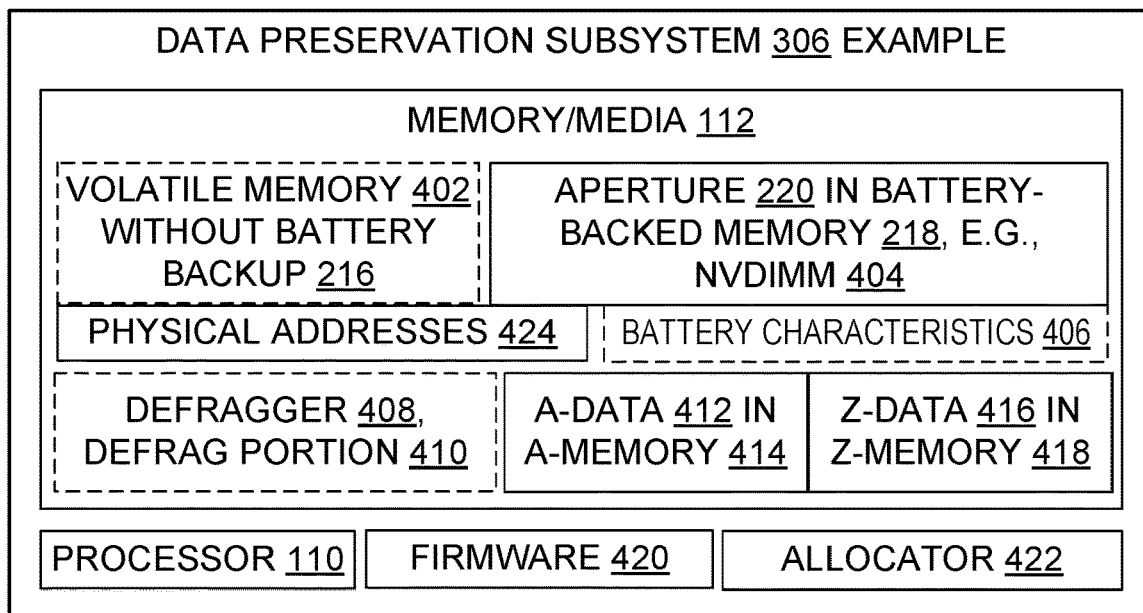 DATA PRESERVATION SUBSYSTEM 306 EXAMPLE
MEMORY/MEDIA 112
VOLATILE MEMORY 402
WITHOUT BATTERY
BACKUP 216
APERTURE 220 IN BATTERY-
BACKED MEMORY 218, E.G.,
NVDIMM 404
PHYSICAL ADDRESSES 424
BATTERY CHARACTERISTICS 406
DEFRAGGER 408,
DEFRAG PORTION 410
A-DATA 412 IN
A-MEMORY 414
Z-DATA 416 IN
Z-MEMORY 418
PROCESSOR 110
FIRMWARE 420
ALLOCATOR 422